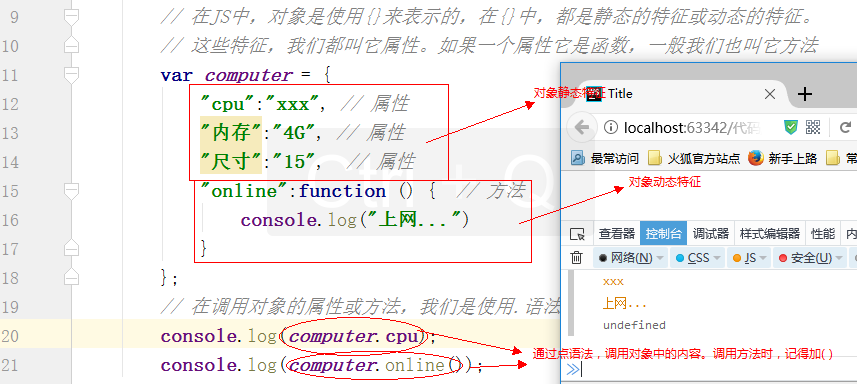 9 // 在JS中，对象是使用{}来表示的，在{}中，都是静态的特征或动态的特征。
10 // 这些特征，我们都叫它属性。如果一个属性它是函数，一般我们也叫它方法
11 var computer = {
12 "cpu":"xxx", // 属性
13 "内存":"4G", // 属性
14 "尺寸":"15", // 属性
15 "online":function () { // 方法
16 console.log("上网...")
17 }
18 };
19 // 在调用对象的属性或方法，我们是使用.语法
20 console.log(computer.cpu);
21 console.log(computer.online());
Ctrl + Q
对象静态特征
对象动态特征
通过点语法，调用对象中的内容。调用方法时，记得加( )
Title
localhost:63342/代码
最常访问 火狐官方站点 新手上路 常
查看器 控制台 调试器 样式编辑器 性能 内
网络(N) CSS JS 安全(U)
xxx
上网...
undefined